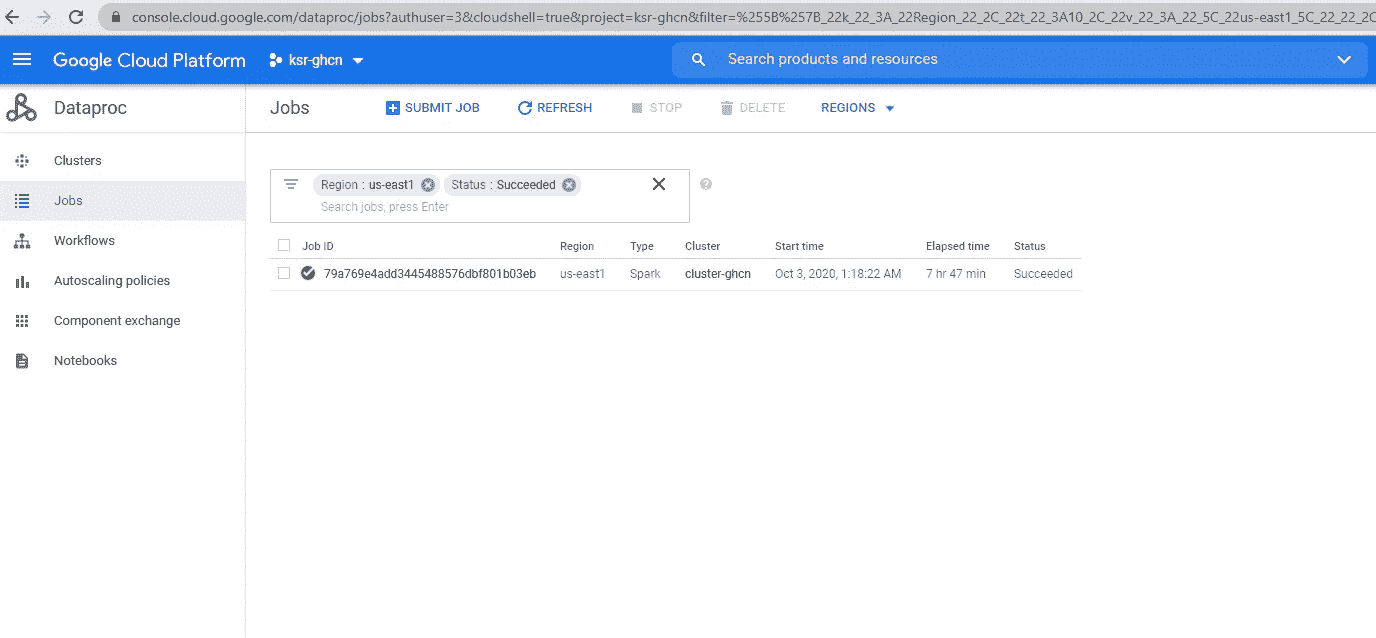 console.cloud.google.com/dataproc/jobs?authuser=3&cloudshell=true&project=ksr-ghcn&filter=%255B%257B_22k_22_3A_22Region_22_2C_22t_22_3A10_2C_22v_22_3A_22_5C_22us-east1_5C_22_22_2C
Google Cloud Platform ksr-ghcn Search products and resources
Dataproc Jobs SUBMIT JOB REFRESH STOP DELETE REGIONS
Clusters
Jobs
Workflows
Autoscaling policies
Component exchange
Notebooks
Region : us-east1 Status : Succeeded
Search jobs, press Enter
Job ID Region Type Cluster Start time Elapsed time Status
79a769e4add3445488576dbf801b03eb us-east1 Spark cluster-ghcn Oct 3, 2020, 1:18:22 AM 7 hr 47 min Succeeded